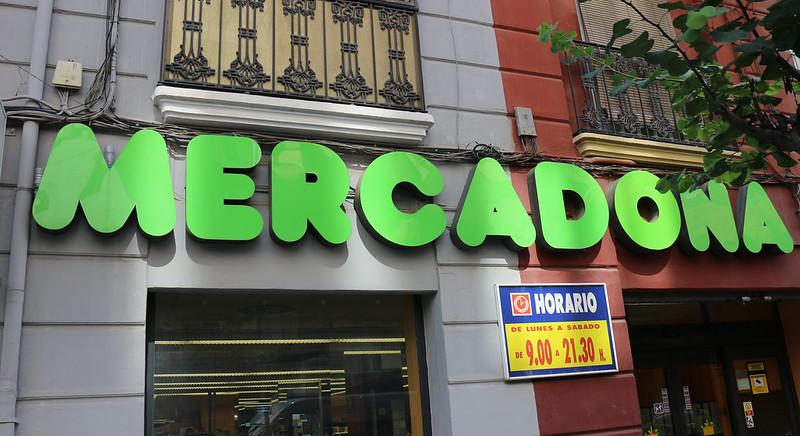 MERCADONA
HORARIO
DE LUNES A SÁBADO
DE 9.00 A 21.30 H.